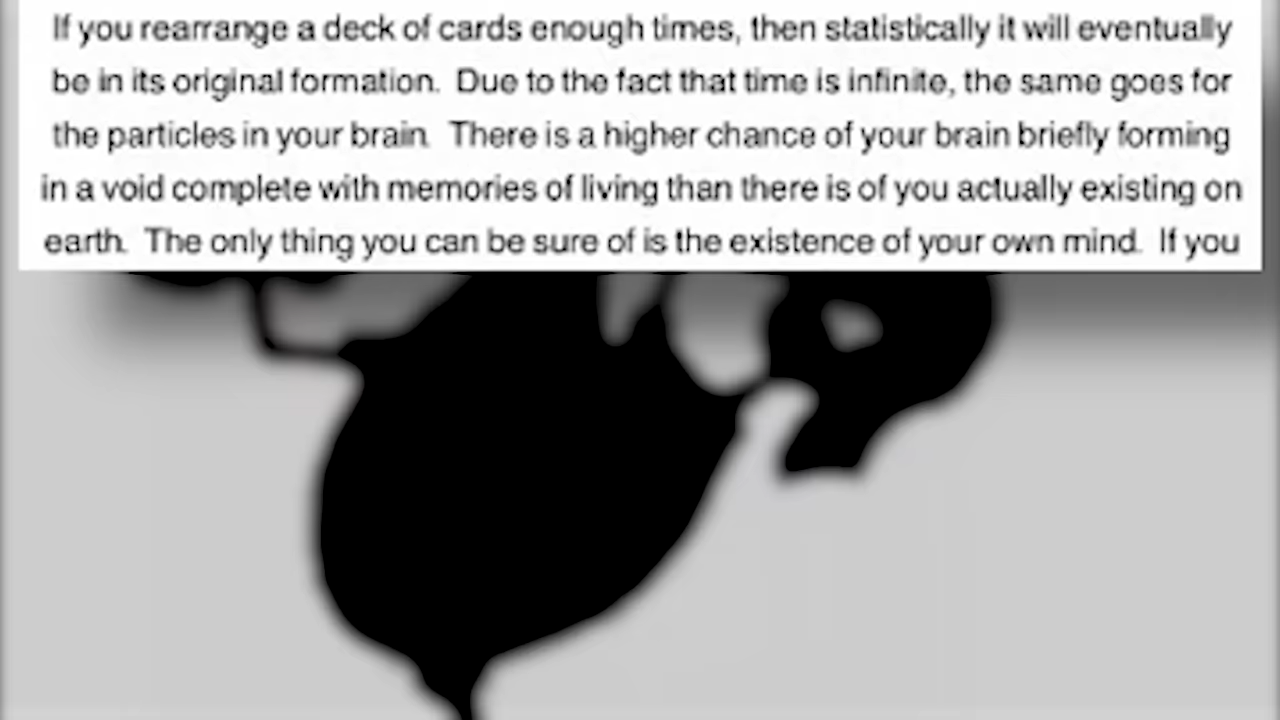 If you rearrange a deck of cards enough times, then statistically it will eventually
be in its original formation. Due to the fact that time is infinite, the same goes for
the particles in your brain. There is a higher chance of your brain briefly forming
in a void complete with memories of living than there is of you actually existing on
earth. The only thing you can be sure of is the existence of your own mind. If you